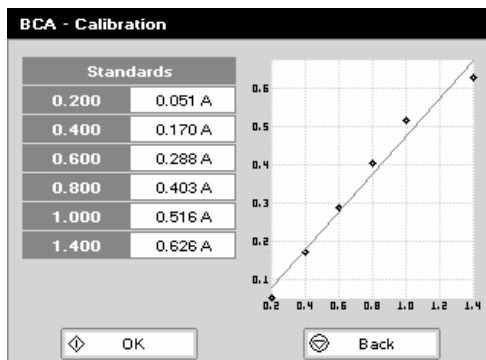 BCA - Calibration
Standards
0.200 0.051 A
0.400 0.170 A
0.600 0.288 A
0.800 0.403 A
1.000 0.516 A
1.400 0.626 A
0.6
0.5
0.4
0.3
0.2
0.1
0.2 0.4 0.6 0.8 1.0 1.2 1.4
OK
Back